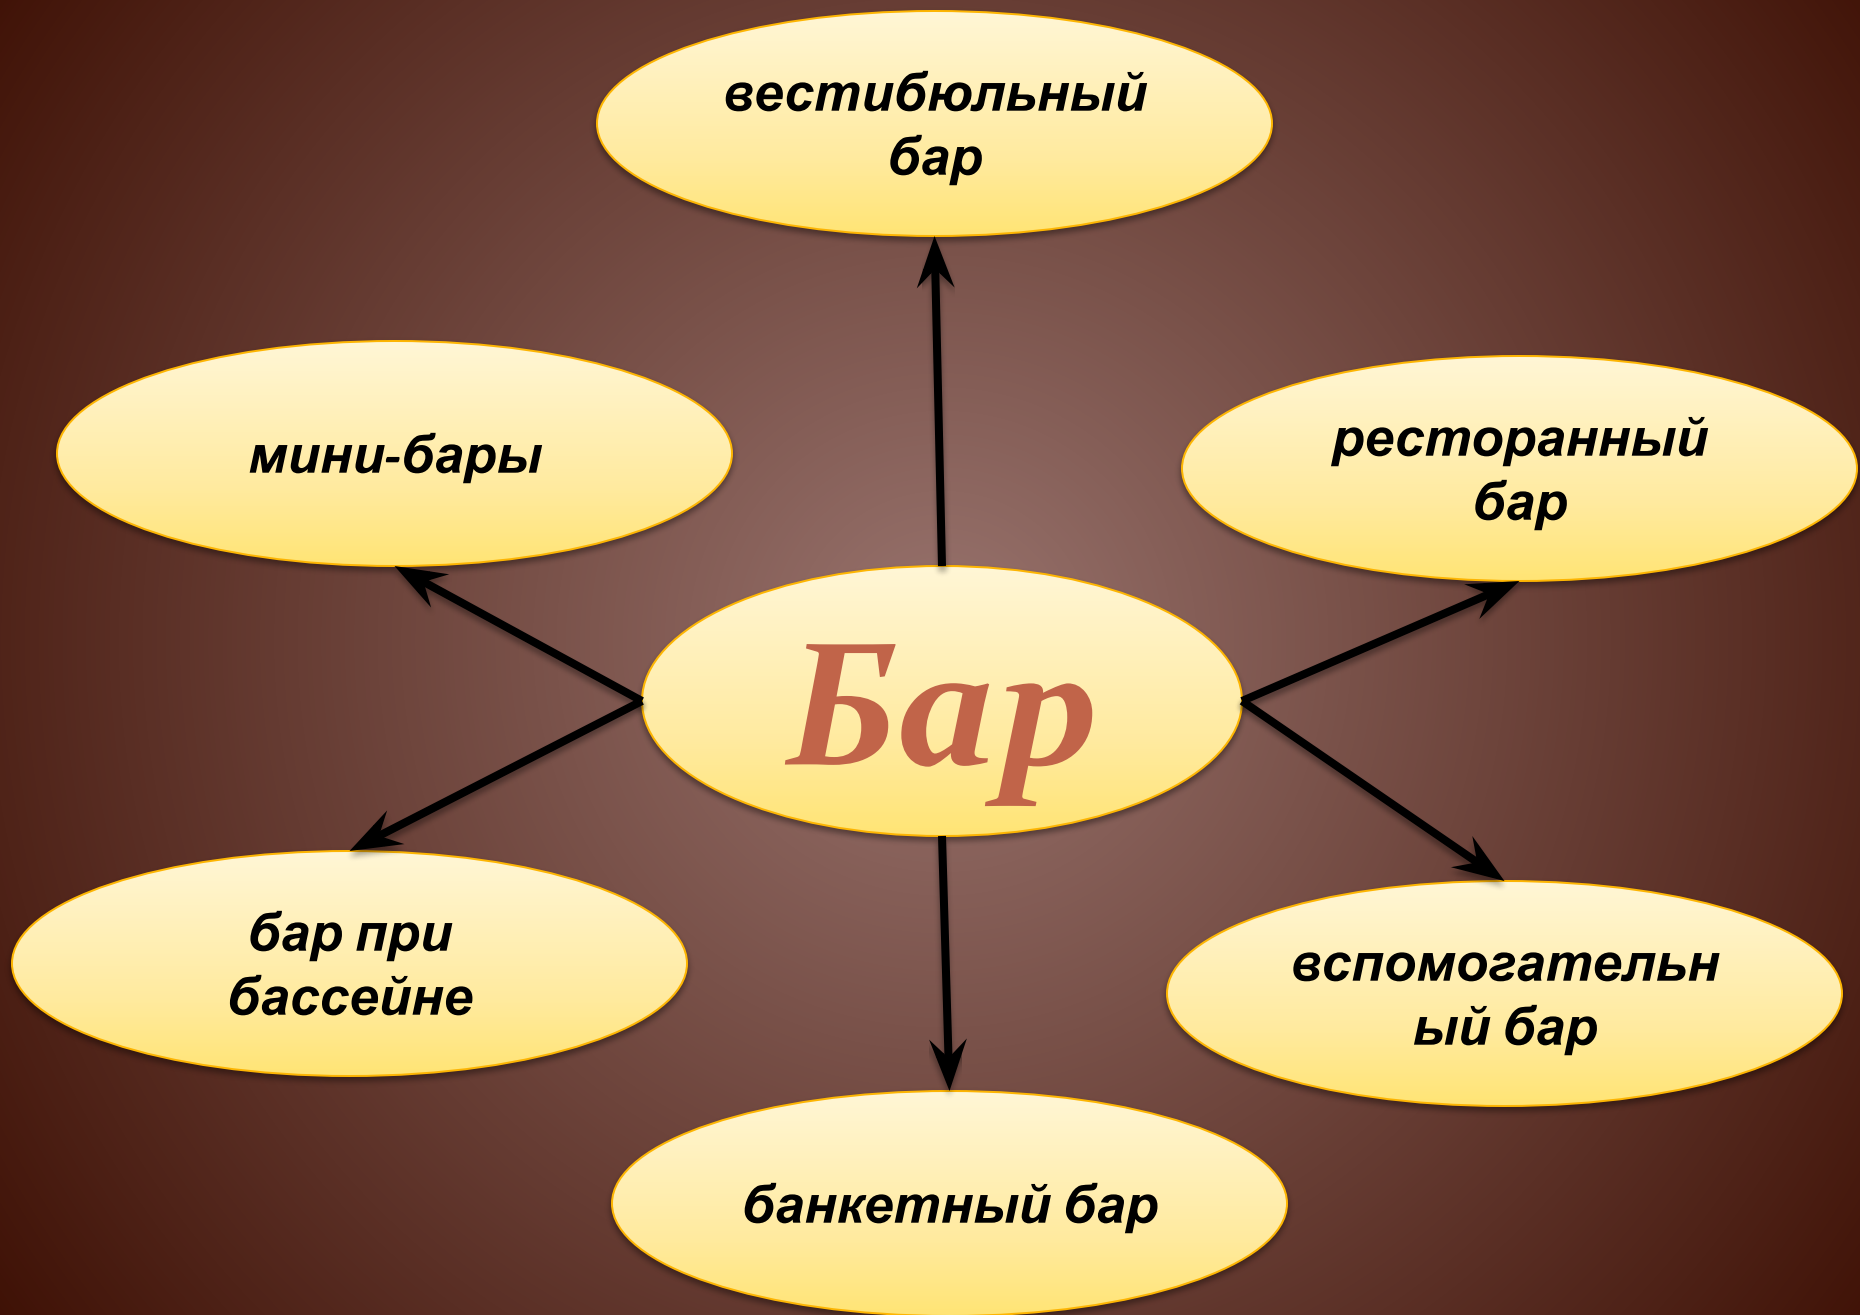 вестибюльный
бар
мини-бары
ресторанный
бар
Бар
бар при
бассейне
вспомогательн
ый бар
банкетный бар